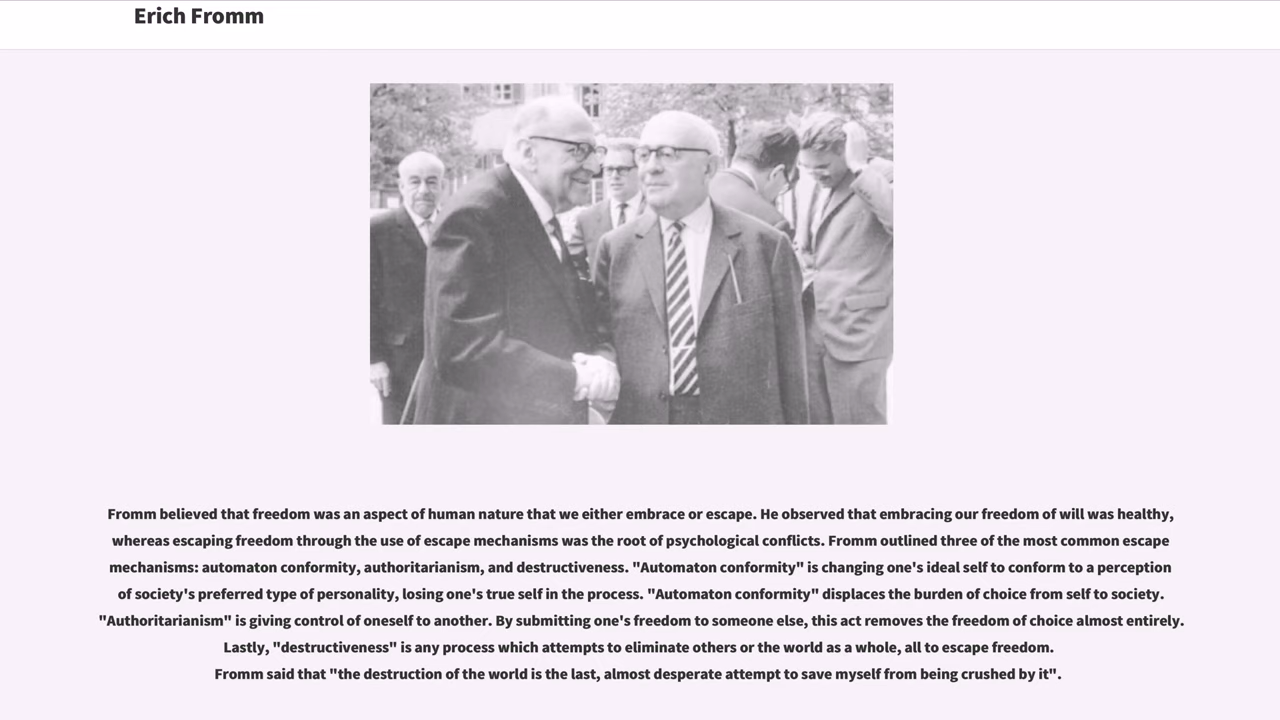 Erich Fromm
Fromm believed that freedom was an aspect of human nature that we either embrace or escape. He observed that embracing our freedom of will was healthy,
whereas escaping freedom through the use of escape mechanisms was the root of psychological conflicts. Fromm outlined three of the most common escape
mechanisms: automaton conformity, authoritarianism, and destructiveness. "Automaton conformity" is changing one's ideal self to conform to a perception
of society's preferred type of personality, losing one's true self in the process. "Automaton conformity" displaces the burden of choice from self to society.
"Authoritarianism" is giving control of oneself to another. By submitting one's freedom to someone else, this act removes the freedom of choice almost entirely.
Lastly, "destructiveness" is any process which attempts to eliminate others or the world as a whole, all to escape freedom.
Fromm said that "the destruction of the world is the last, almost desperate attempt to save myself from being crushed by it".